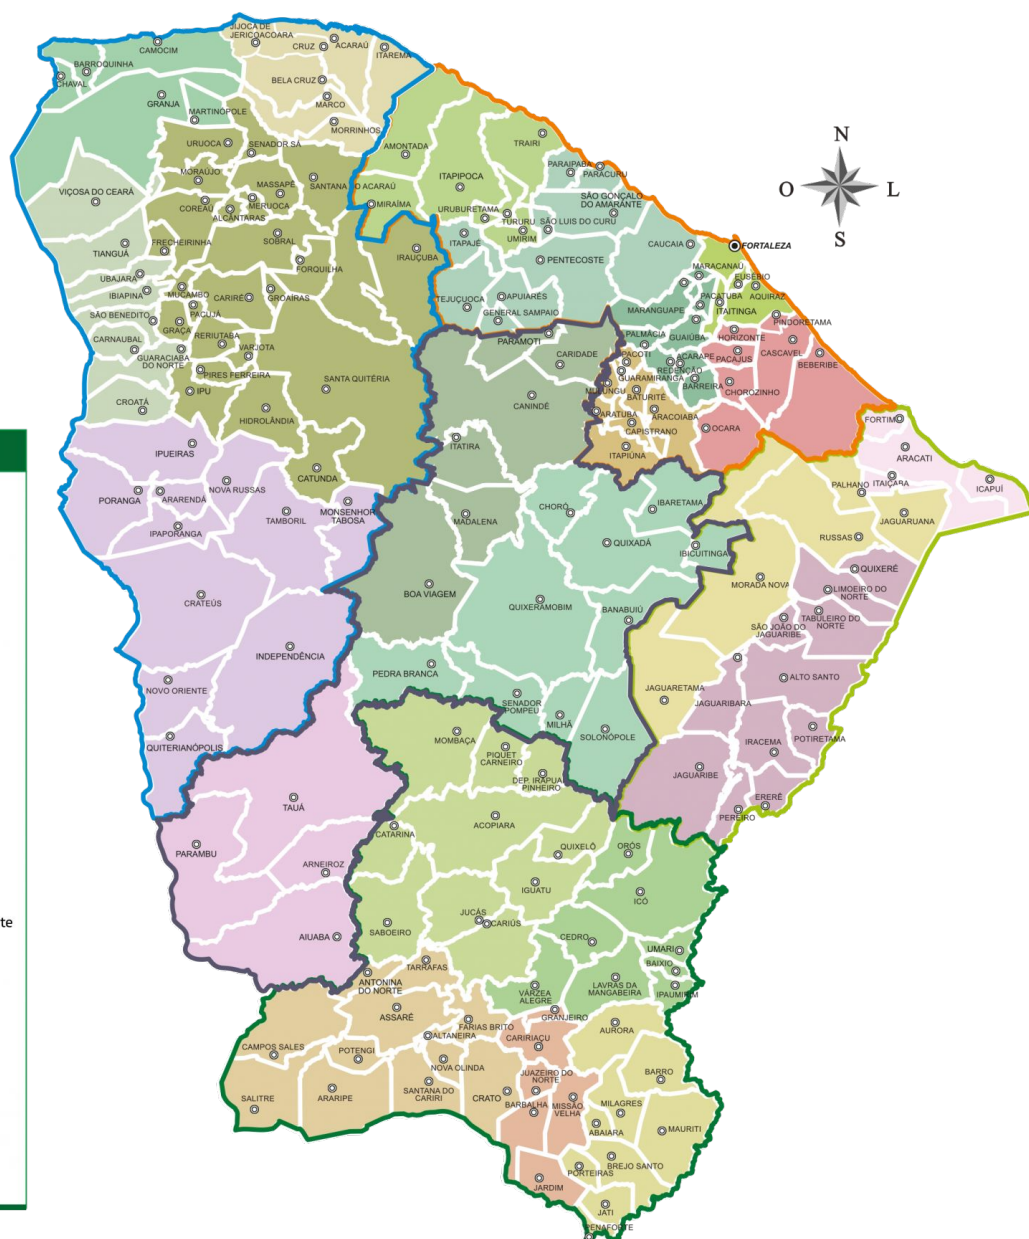 JIJOCA DE
JERICOACOARA
CRUZ
ACARAÚ
ITAREMA
CAMOCIM
BARROQUINHA
CHAVAL
BELA CRUZ
GRANJA
MARCO
MARTINÓPOLE
MORRINHOS
N
O
L
S
URUOCA
SENADOR SÁ
AMONTADA
TRAIRI
PARAIPABA
PARACURU
MORAÚJO
MASSAPÊ
SANTANA DO ACARAÚ
ITAPIPOCA
VIÇOSA DO CEARÁ
COREAÚ
MERUOCA
ALCÂNTARAS
MIRAÍMA
URUBURETAMA
TURURU
UMIRIM
SÃO GONÇALO
DO AMARANTE
SÃO LUIS DO CURU
TIANGUÁ
FRECHEIRINHA
SOBRAL
FORQUILHA
IRAUÇUBA
ITAPAJÉ
CAUCAIA
FORTALEZA
UBAJARA
IBIAPINA
MUCAMBO
CARIRÉ
GROAÍRAS
PENTECOSTE
MARACANAÚ
EUSÉBIO
AQUIRAZ
PACATUBA
ITAITINGA
SÃO BENEDITO
PACUJÁ
GRAÇA
TEJUÇUOCA
APUIARÉS
GENERAL SAMPAIO
MARANGUAPE
PINDORETAMA
CARNAUBAL
GUARACIABA
DO NORTE
RERIUTABA
VARJOTA
PARAMOTI
PALMÁCIA
GUAIÚBA
HORIZONTE
CASCAVEL
PIRES FERREIRA
CARIDADE
PACOTI
ACARAPE
REDENÇÃO
PACAJUS
BEBERIBE
GUARAMIRANGA
BARREIRA
CHOROZINHO
CROATÁ
IPU
SANTA QUITÉRIA
CANINDÉ
MULUNGU
BATURITÉ
ARATUBA
ARACOIABA
HIDROLÂNDIA
CAPISTRANO
OCARA
FORTIM
IPUEIRAS
ITATIRA
ITAPIÚNA
ARACATI
CATUNDA
NOVA RUSSAS
PORANGA
ARARENDÁ
MONSENHOR
TABOSA
TAMBORIL
IPAPORANGA
MADALENA
CHORÓ
IBARETAMA
PALHANO
ITAIÇABA
ICAPUÍ
JAGUARUANA
QUIXADÁ
IBICUITINGA
RUSSAS
QUIXERÉ
CRATEÚS
BOA VIAGEM
QUIXERAMOBIM
BANABUIÚ
MORADA NOVA
LIMOEIRO DO
NORTE
TABULEIRO DO
NORTE
SÃO JOÃO DO
JAGUARIBE
INDEPENDÊNCIA
PEDRA BRANCA
ALTO SANTO
NOVO ORIENTE
SENADOR
POMPEU
MILHÃ
JAGUARETAMA
JAGUARIBARA
QUITERIANÓPOLIS
MOMBAÇA
PIQUET
CARNEIRO
SOLONÓPOLE
IRACEMA
POTIRETAMA
DEP. IRAPUAN
PINHEIRO
JAGUARIBE
TAUÁ
ERERÊ
PEREIRO
CATARINA
ACOPIARA
PARAMBU
ARNEIROZ
QUIXELÔ
ORÓS
IGUATU
ICÓ
te
AIUABA
SABOEIRO
JUCÁS
CARIÚS
CEDRO
UMARI
BAIXIO
TARRAFAS
ANTONINA
DO NORTE
VÁRZEA
ALEGRE
LAVRAS DA
MANGABEIRA
IPAUMIRIM
ASSARÉ
GRANJEIRO
FARIAS BRITO
AURORA
ALTANEIRA
CARIRIAÇU
CAMPOS SALES
POTENGI
NOVA OLINDA
JUAZEIRO DO
NORTE
BARRO
SALITRE
ARARIPE
SANTANA DO
CARIRI
CRATO
BARBALHA
MISSÃO
VELHA
MILAGRES
ABAIARA
MAURITI
BREJO SANTO
PORTEIRAS
JARDIM
JATI
PENAFORTE